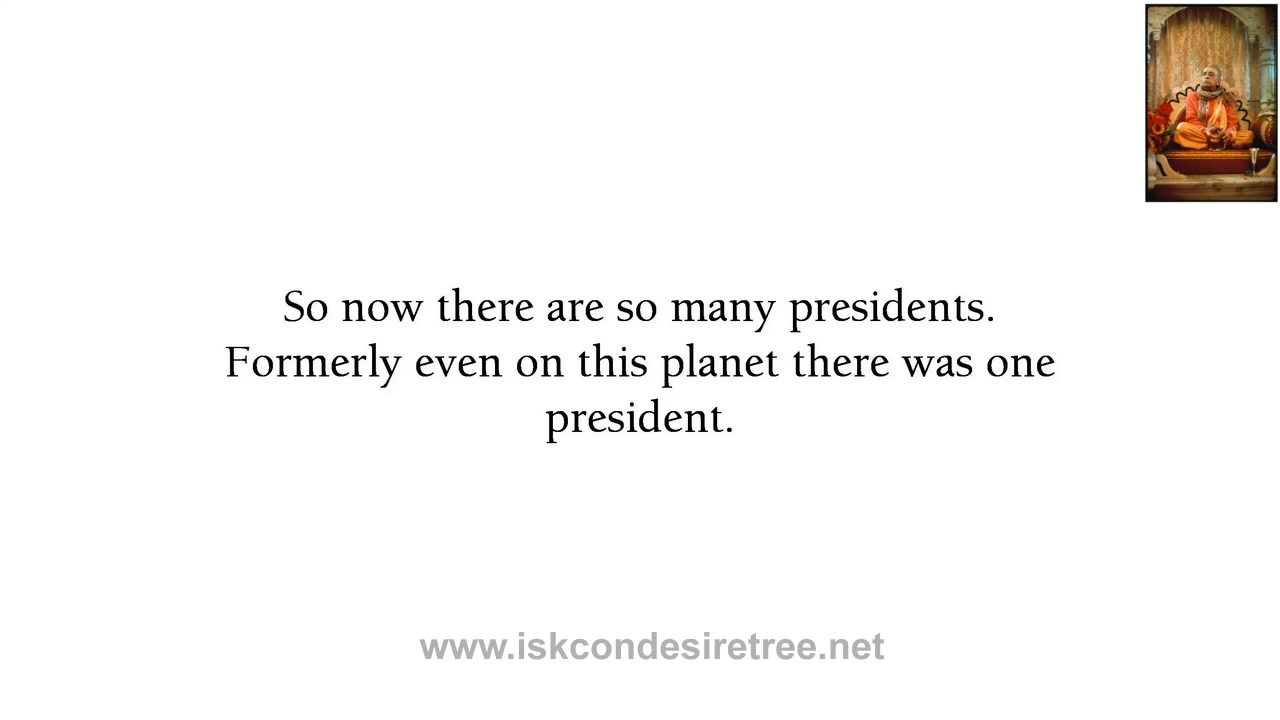 So now there are so many presidents.
Formerly even on this planet there was one
president.
www.iskcondesiretree.net